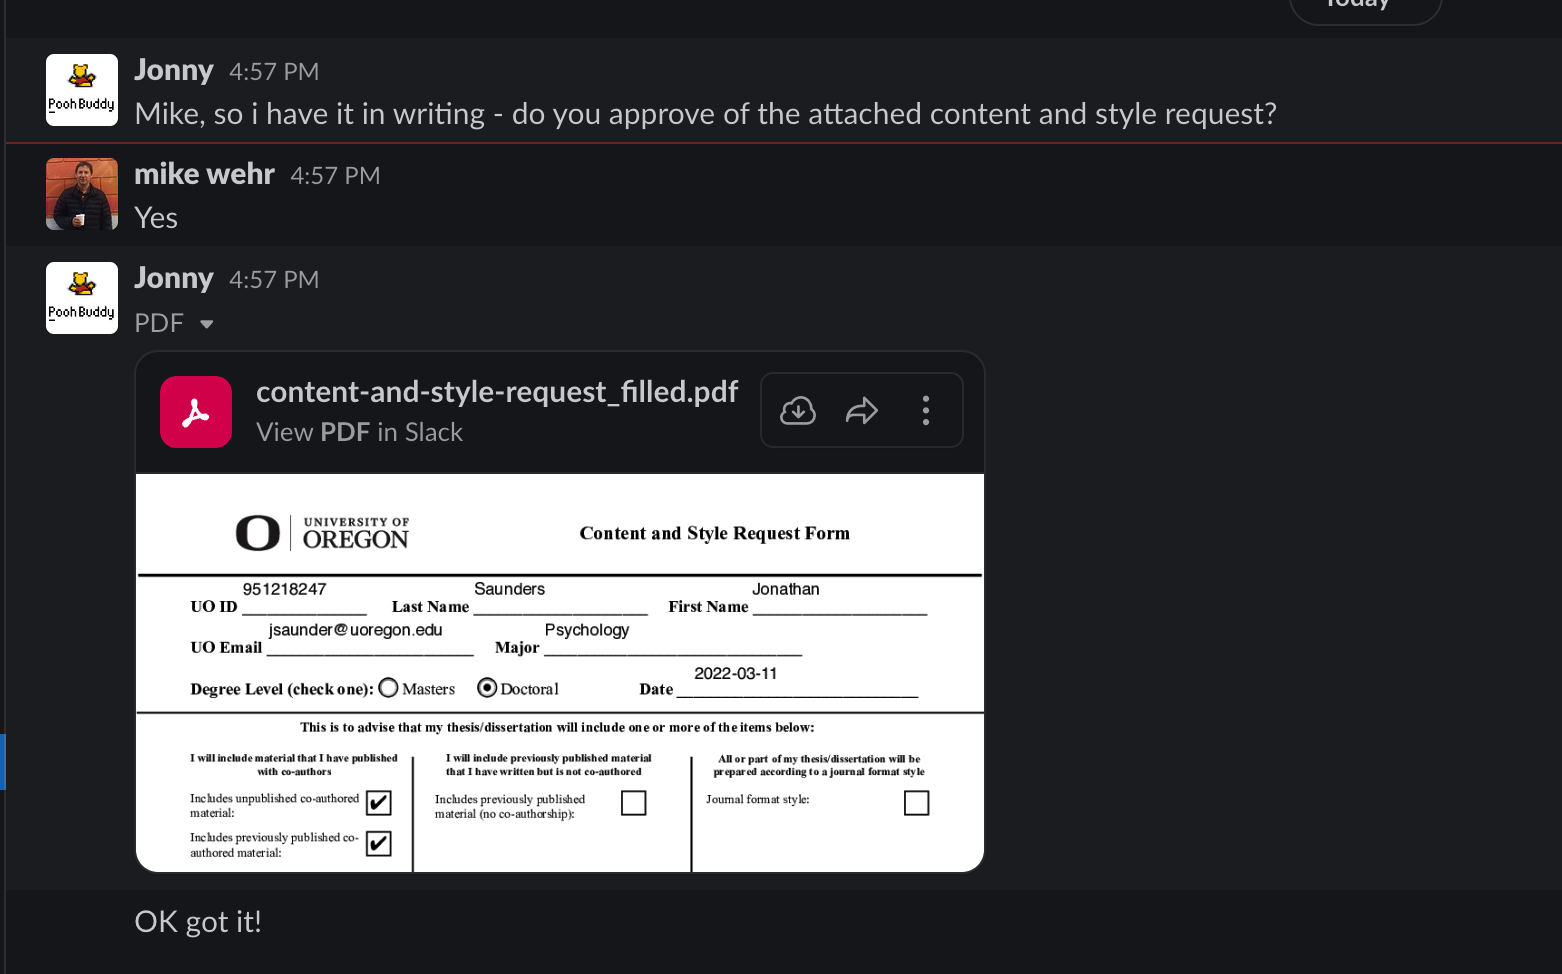 Today
Jonny 4:57 PM
PoohBuddy
Mike, so i have it in writing - do you approve of the attached content and style request?
mike wehr 4:57 PM
Yes
Jonny 4:57 PM
PoohBuddy
PDF
content-and-style-request_filled.pdf
View PDF in Slack
UNIVERSITY OF
OREGON
Content and Style Request Form
951218247 Saunders Jonathan
UO ID Last Name First Name
jsaunder@uoregon.edu Psychology
UO Email Major
2022-03-11
Degree Level (check one): Masters Doctoral Date
This is to advise that my thesis/dissertation will include one or more of the items below:
I will include material that I have published
with co-authors
Includes unpublished co-authored
material:
Includes previously published co-
authored material:
I will include previously published material
that I have written but is not co-authored
Includes previously published
material (no co-authorship):
All or part of my thesis/dissertation will be
prepared according to a journal format style
Journal format style:
OK got it!